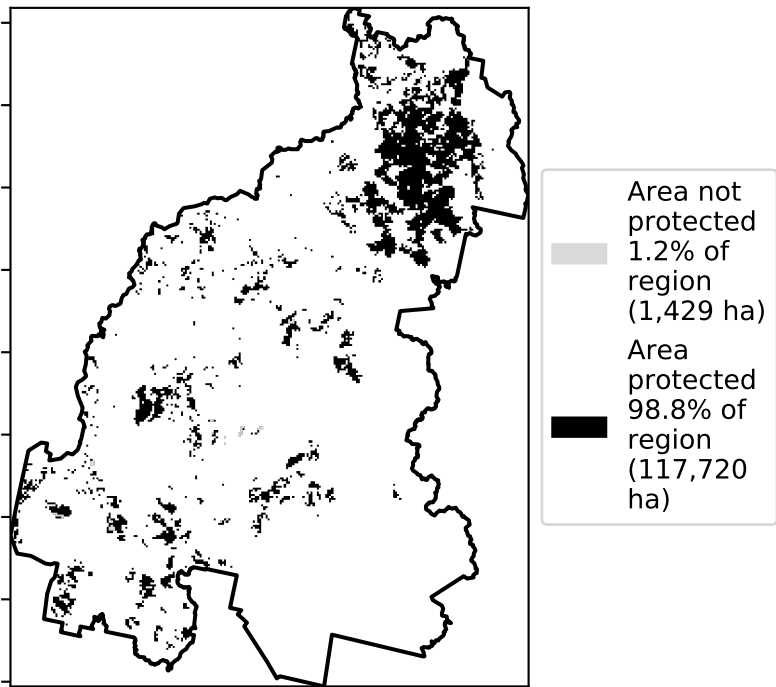 Area not
protected
1.2% of
region
(1,429 ha)
Area
protected
98.8% of
region
(117,720
ha)